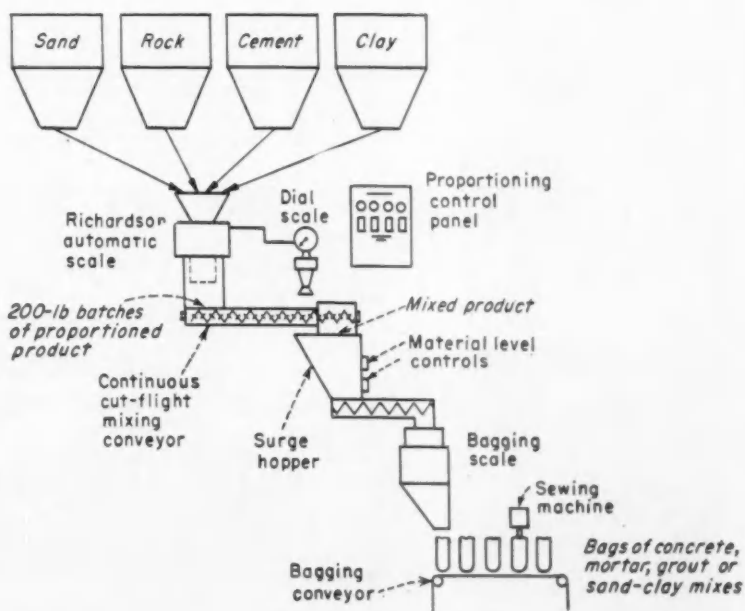 Sand
Rock
Cement
Clay
Richardson
automatic
scale
Dial
scale
Proportioning
control
panel
200-lb batches
of proportioned
product
Mixed product
Material level
controls
Continuous
cut-flight
mixing
conveyor
Surge
hopper
Bagging
scale
Sewing
machine
Bagging
conveyor
Bags of concrete,
mortar, grout or
sand-clay mixes